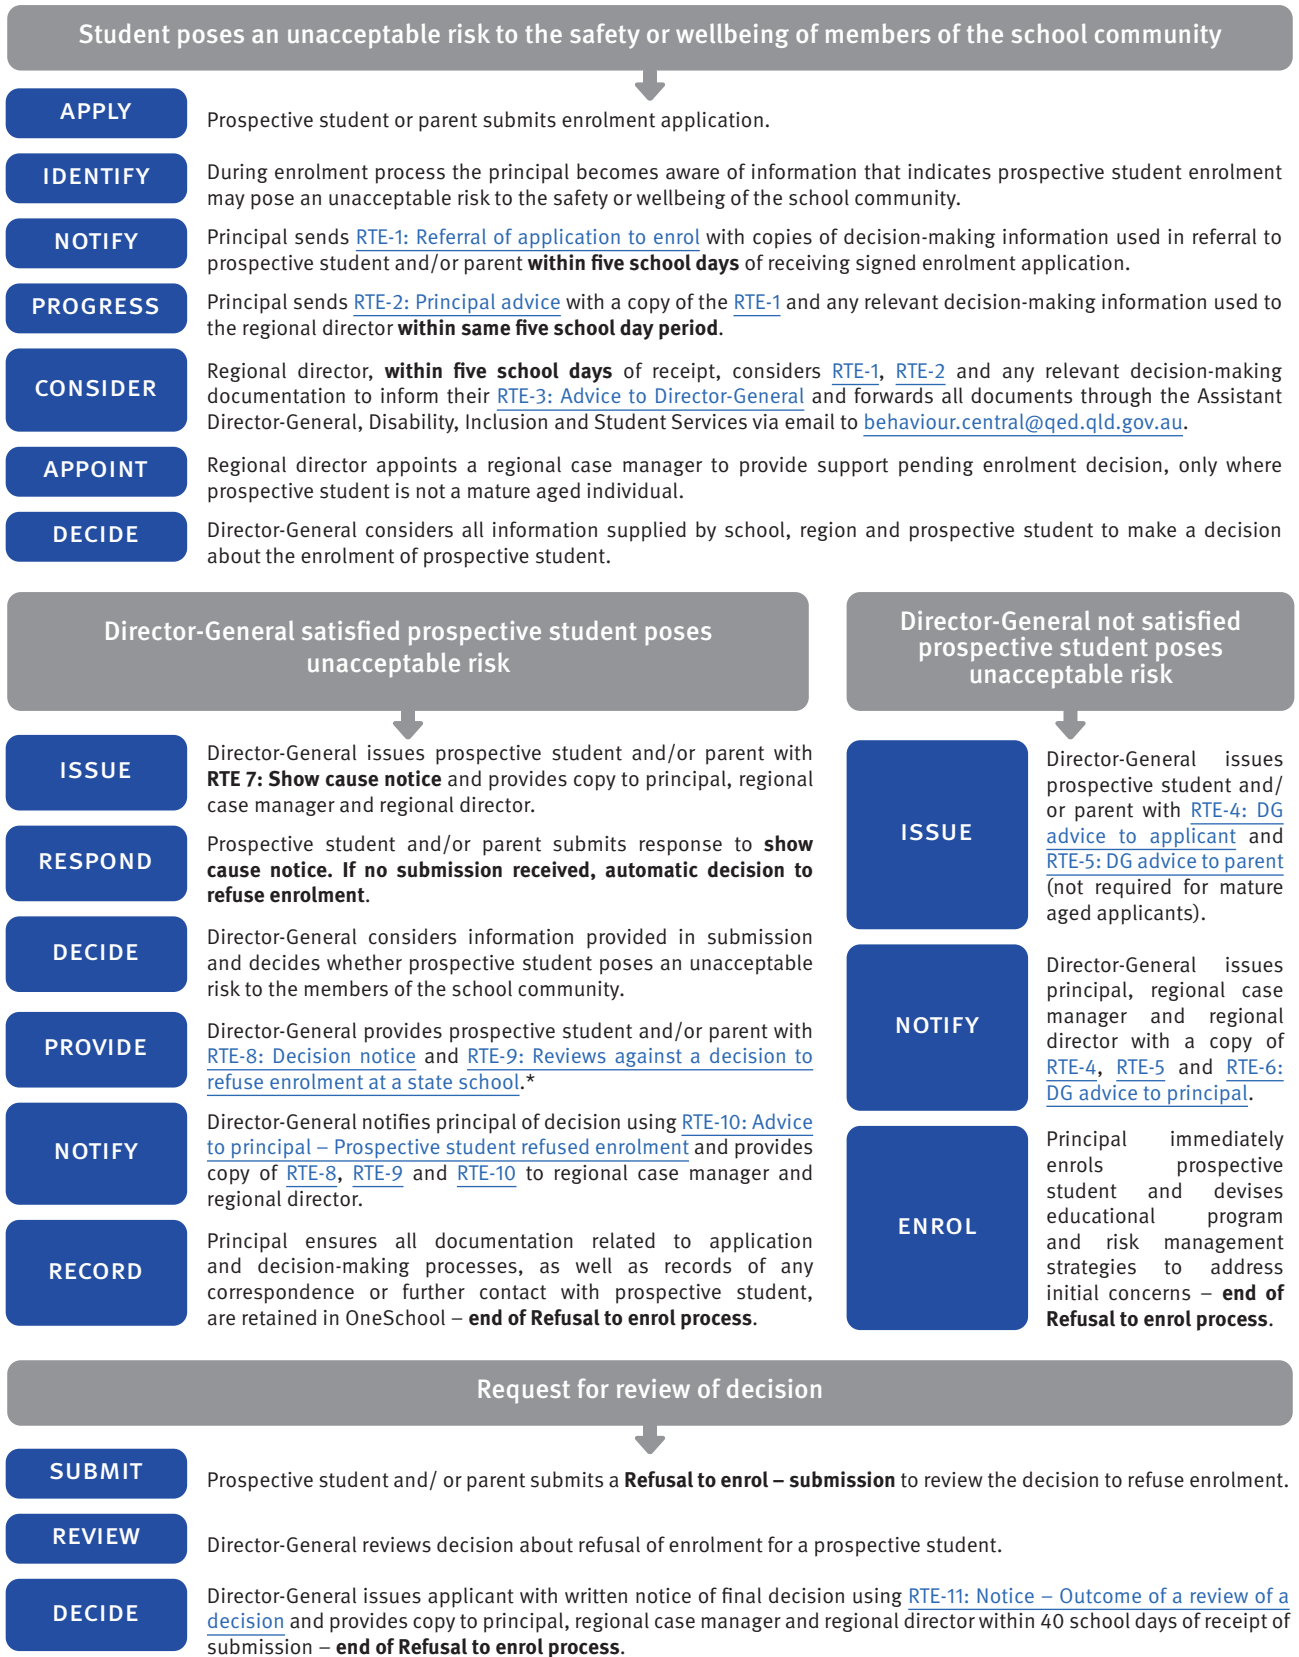 Student poses an unacceptable risk to the safety or wellbeing of members of the school community
APPLY
Prospective student or parent submits enrolment application.
IDENTIFY
During enrolment process the principal becomes aware of information that indicates prospective student enrolment
may pose an unacceptable risk to the safety or wellbeing of the school community.
NOTIFY
Principal sends RTE-1: Referral of application to enrol with copies of decision-making information used in referral to
prospective student and/or parent within five school days of receiving signed enrolment application.
PROGRESS
Principal sends RTE-2: Principal advice with a copy of the RTE-1 and any relevant decision-making information used to
the regional director within same five school day period.
CONSIDER
Regional director, within five school days of receipt, considers RTE-1, RTE-2 and any relevant decision-making
documentation to inform their RTE-3: Advice to Director-General and forwards all documents through the Assistant
Director-General, Disability, Inclusion and Student Services via email to behaviour.central@qed.qld.gov.au.
APPOINT
Regional director appoints a regional case manager to provide support pending enrolment decision, only where
prospective student is not a mature aged individual.
DECIDE
Director-General considers all information supplied by school, region and prospective student to make a decision
about the enrolment of prospective student.
Director-General satisfied prospective student poses
unacceptable risk
ISSUE
Director-General issues prospective student and/or parent with
RTE 7: Show cause notice and provides copy to principal, regional
case manager and regional director.
RESPOND
Prospective student and/or parent submits response to show
cause notice. If no submission received, automatic decision to
refuse enrolment.
DECIDE
Director-General considers information provided in submission
and decides whether prospective student poses an unacceptable
risk to the members of the school community.
PROVIDE
Director-General provides prospective student and/or parent with
RTE-8: Decision notice and RTE-9: Reviews against a decision to
refuse enrolment at a state school.*
NOTIFY
Director-General notifies principal of decision using RTE-10: Advice
to principal – Prospective student refused enrolment and provides
copy of RTE-8, RTE-9 and RTE-10 to regional case manager and
regional director.
RECORD
Principal ensures all documentation related to application
and decision-making processes, as well as records of any
correspondence or further contact with prospective student,
are retained in OneSchool – end of Refusal to enrol process.
Director-General not satisfied
prospective student poses
unacceptable risk
ISSUE
Director-General issues
prospective student and/
or parent with RTE-4: DG
advice to applicant and
RTE-5: DG advice to parent
(not required for mature
aged applicants).
NOTIFY
Director-General issues
principal, regional case
manager and regional
director with a copy of
RTE-4, RTE-5 and RTE-6:
DG advice to principal.
ENROL
Principal immediately
enrols prospective
student and devises
educational program
and risk management
strategies to address
initial concerns – end of
Refusal to enrol process.
Request for review of decision
SUBMIT
Prospective student and/ or parent submits a Refusal to enrol – submission to review the decision to refuse enrolment.
REVIEW
Director-General reviews decision about refusal of enrolment for a prospective student.
DECIDE
Director-General issues applicant with written notice of final decision using RTE-11: Notice – Outcome of a review of a
decision and provides copy to principal, regional case manager and regional director within 40 school days of receipt of
submission – end of Refusal to enrol process.